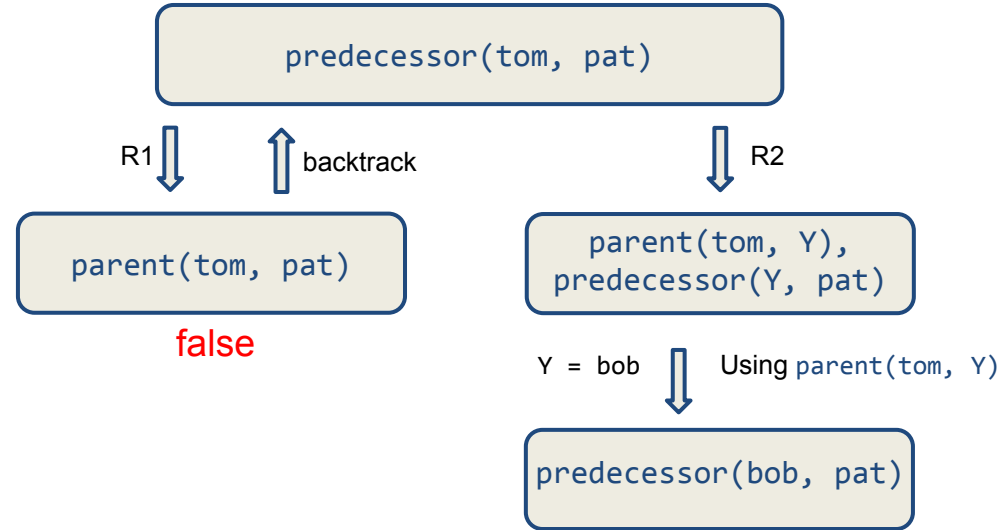 predecessor(tom, pat)
R1
backtrack
R2
parent(tom, pat)
false
parent(tom, Y),
predecessor(Y, pat)
Y = bob
Using parent(tom, Y)
predecessor(bob, pat)